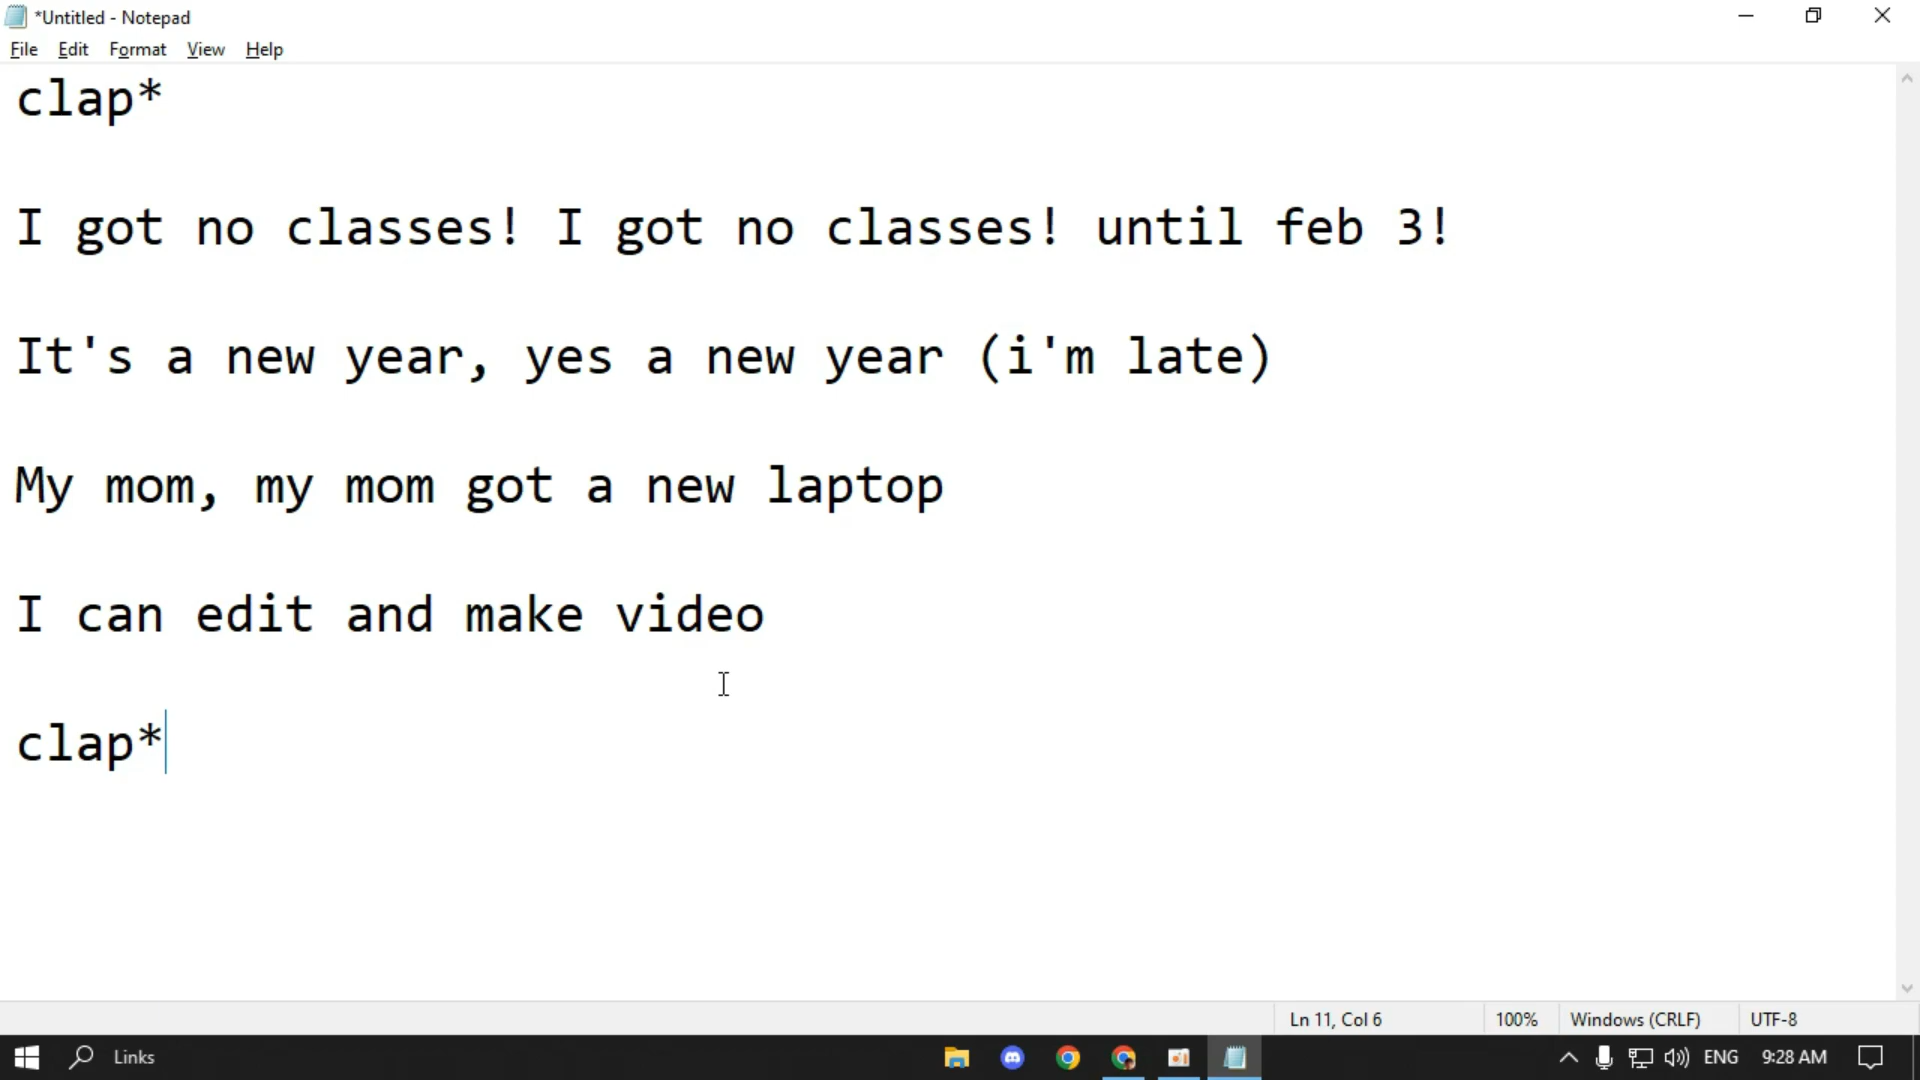 *Untitled - Notepad
File Edit Format View Help
clap*
I got no classes! I got no classes! until feb 3!
It's a new year, yes a new year (i'm late)
My mom, my mom got a new laptop
I can edit and make video
clap*
Ln 11, Col 6 100% Windows (CRLF) UTF-8
Links ENG 9:28 AM